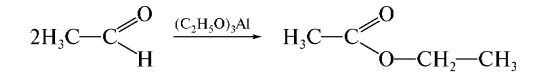 2H₃C—C(=O)—H —(C₂H₅O)₃Al→ H₃C—C(=O)—O—CH₂—CH₃